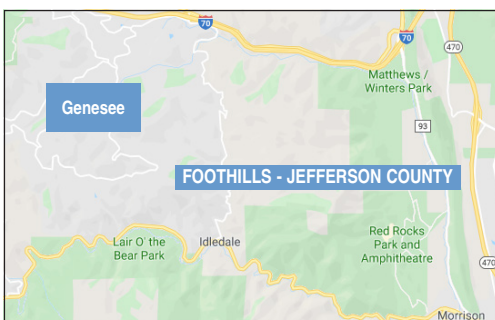 70
70
470
Matthews /
Winters Park
Genesee
93
FOOTHILLS - JEFFERSON COUNTY
Lair O' the
Bear Park
Idledale
Red Rocks
Park and
Amphitheatre
470
Morrison